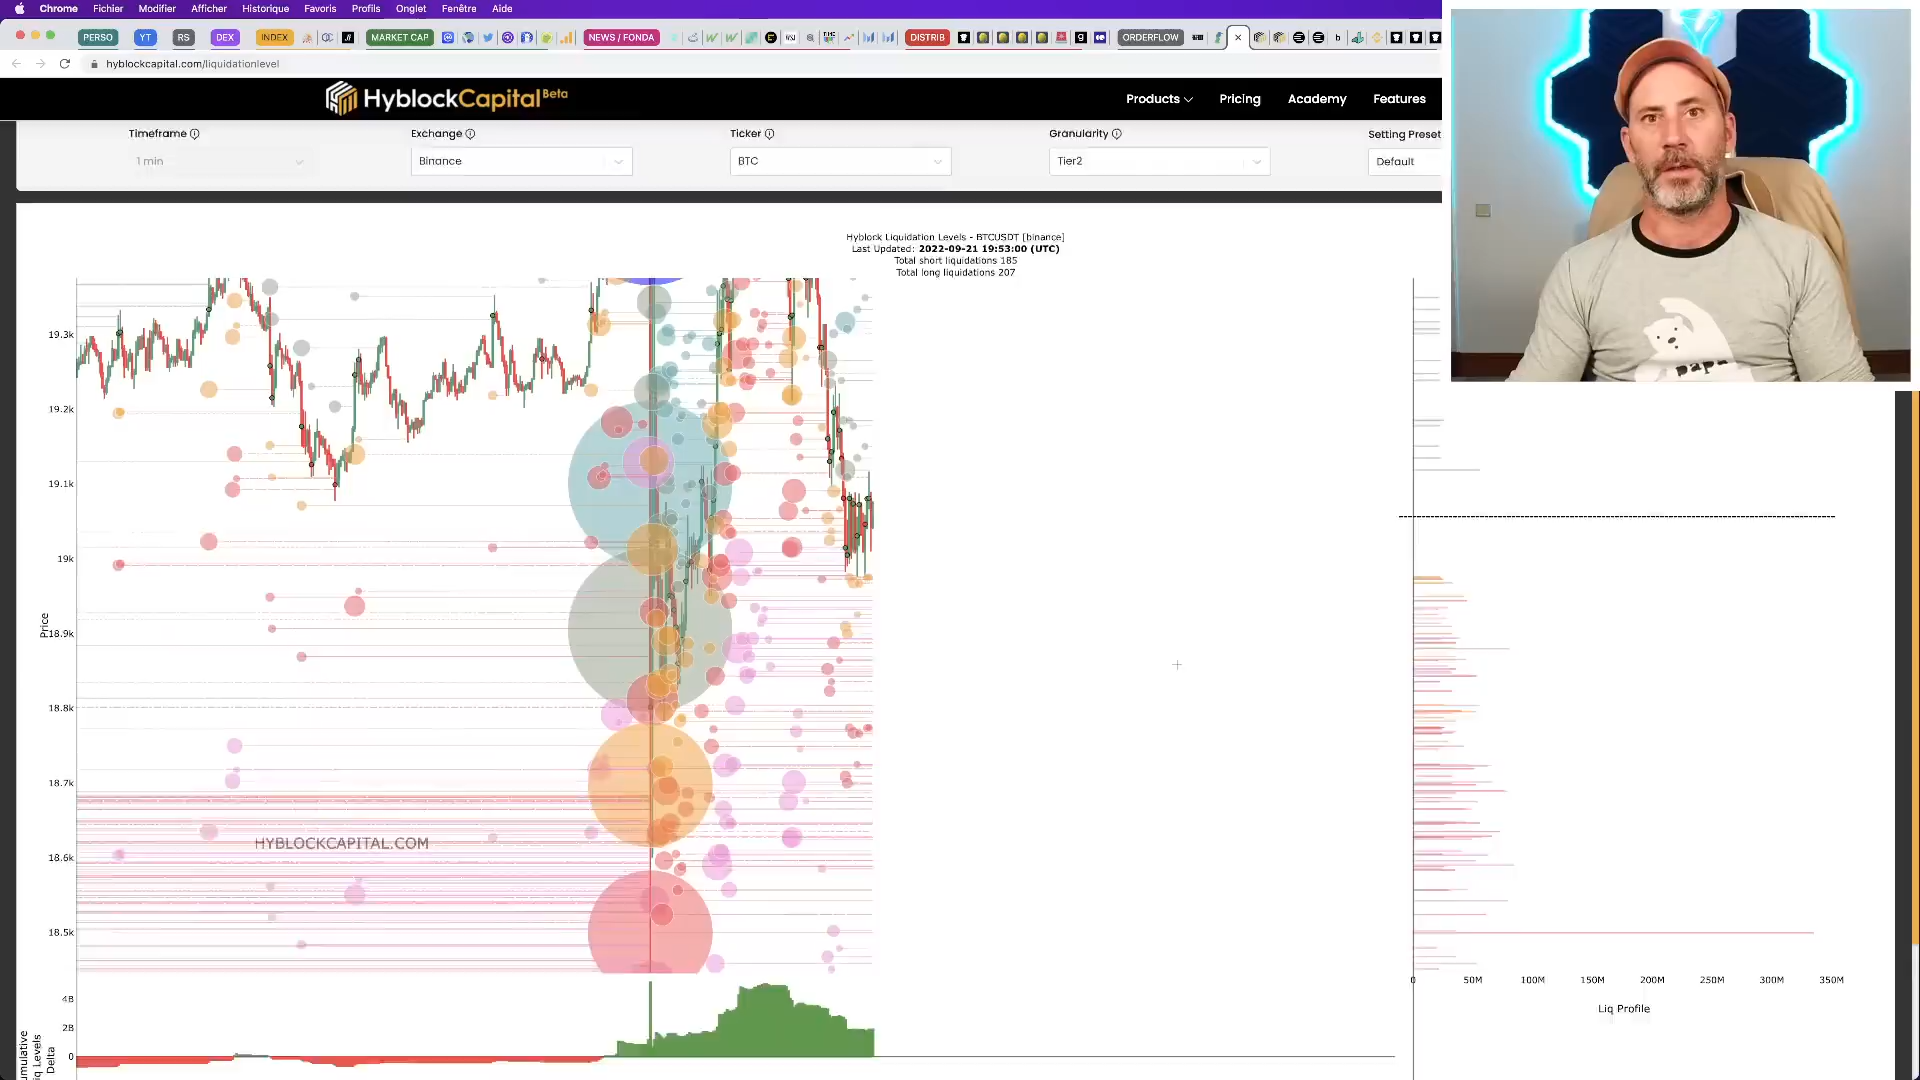 Chrome Fichier Modifier Afficher Historique Favoris Profils Onglet Fenêtre Aide
PERSO YT RS DEX INDEX MARKET CAP NEWS / FONDA DISTRIB ORDERFLOW
hyblockcapital.com/liquidationlevel
HyblockCapital Beta
Products Pricing Academy Features
Timeframe Exchange Ticker Granularity Setting Preset
1 min Binance BTC Tier2 Default
Hyblock Liquidation Levels - BTCUSDT [binance]
Last Updated: 2022-09-21 19:53:00 (UTC)
Total short liquidations 185
Total long liquidations 207
19.3k
19.2k
19.1k
19k
Price
18.9k
18.8k
18.7k
18.6k
18.5k
HYBLOCKCAPITAL.COM
4B
2B
0
umulative
iq Levels
Delta
0 50M 100M 150M 200M 250M 300M 350M
Liq Profile
papa